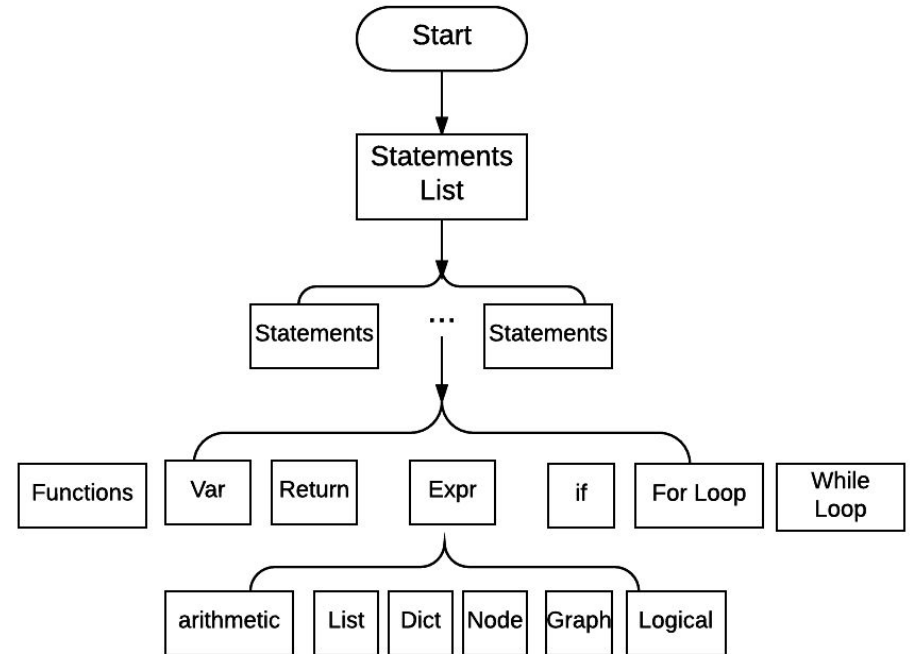 Start
Statements
List
Statements
...
Statements
Functions
Var
Return
Expr
if
For Loop
While
Loop
arithmetic
List
Dict
Node
Graph
Logical